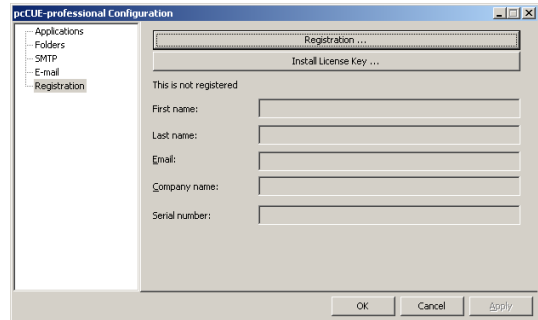 pcCUE-professional Configuration
Applications
Folders
SMTP
E-mail
Registration
Registration ...
Install License Key ...
This is not registered
First name:
Last name:
Email:
Company name:
Serial number:
OK
Cancel
Apply